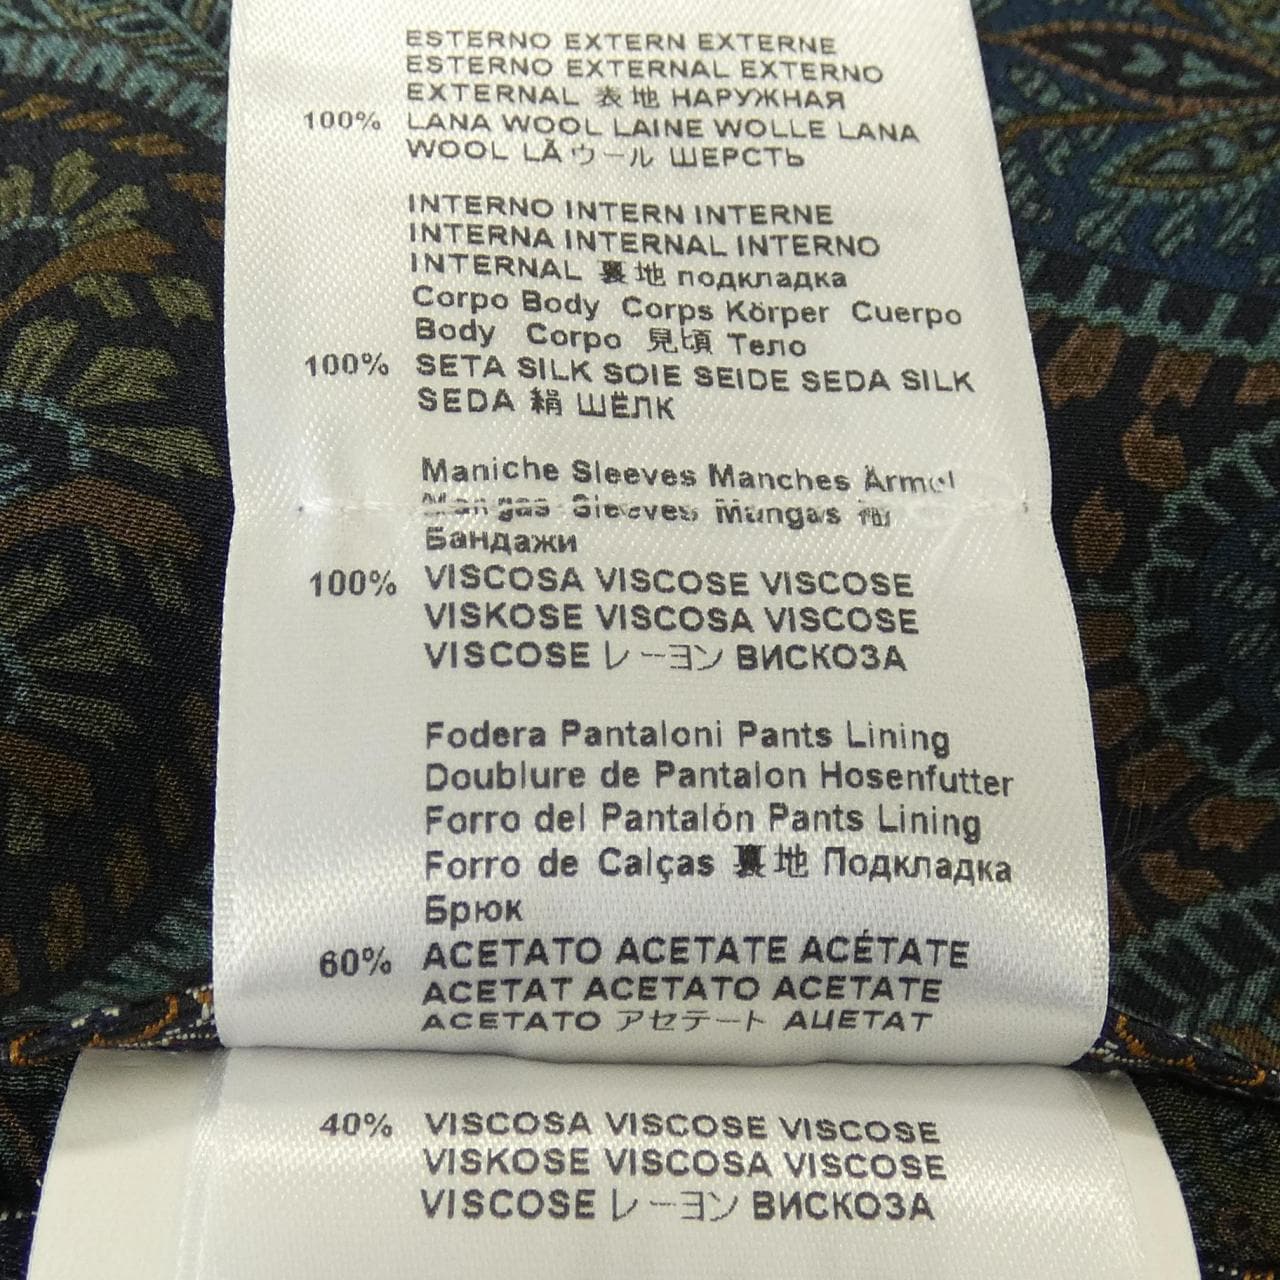 ESTERNO EXTERN EXTERNE
ESTERNO EXTERNAL EXTERNO
EXTERNAL 表地 НАРУЖНАЯ
100% LANA WOOL LAINE WOLLE LANA
WOOL LÃ ウール ШЕРСТЬ
INTERNO INTERN INTERNE
INTERNA INTERNAL INTERNO
INTERNAL 裏地 подкладка
Corpo Body Corps Körper Cuerpo
Body Corpo 見頃 Тело
100% SETA SILK SOIE SEIDE SEDA SILK
SEDA 絹 ШЁЛК
Maniche Sleeves Manches Ärmel
Mangas Sleeves Mangas 袖
Бандажи
100% VISCOSA VISCOSE VISCOSE
VISKOSE VISCOSA VISCOSE
VISCOSE レーヨン ВИСКОЗА
Fodera Pantaloni Pants Lining
Doublure de Pantalon Hosenfutter
Forro del Pantalón Pants Lining
Forro de Calças 裏地 Подкладка
Брюк
60% ACETATO ACETATE ACÉTATE
ACETAT ACETATO ACETATE
ACETATO アセテート АЦЕТАТ
40% VISCOSA VISCOSE VISCOSE
VISKOSE VISCOSA VISCOSE
VISCOSE レーヨン ВИСКОЗА